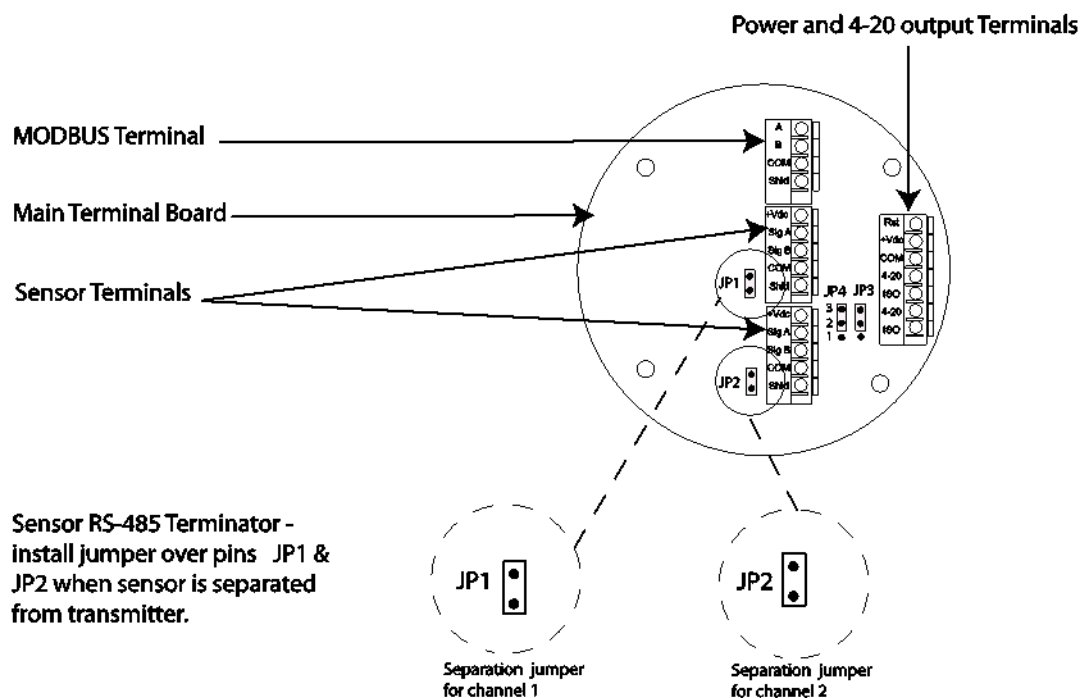 Power and 4-20 output Terminals
MODBUS Terminal
Main Terminal Board
Sensor Terminals
A
B
COM
Shld
+Vdc
Sig A
Sig B
COM
Shld
JP1
+Vdc
Sig A
Sig B
COM
Shld
JP2
JP4 JP3
3
2
1
Rst
+Vdc
COM
4-20
ISO
4-20
ISO
Sensor RS-485 Terminator -
install jumper over pins JP1 &
JP2 when sensor is separated
from transmitter.
JP1
Separation jumper
for channel 1
JP2
Separation jumper
for channel 2